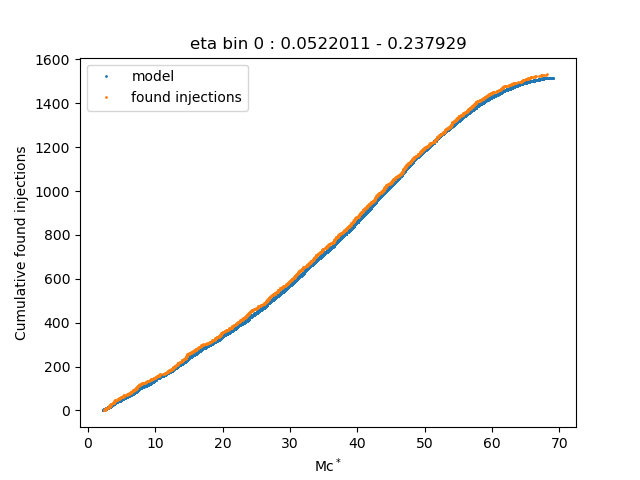 eta bin 0 : 0.0522011 - 0.237929
model
found injections
1600
1400
1200
1000
800
600
400
200
0
Cumulative found injections
0 10 20 30 40 50 60 70
Mc*